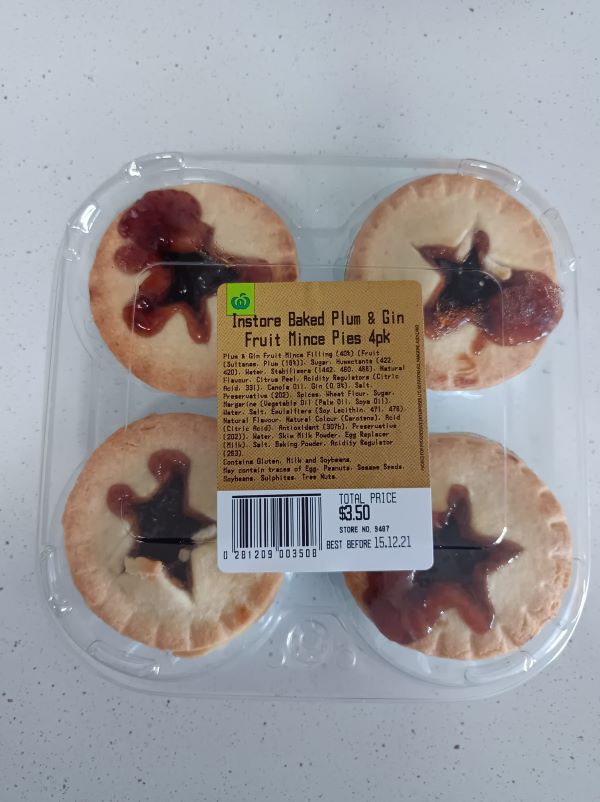 Instore Baked Plum & Gin
Fruit Mince Pies 4pk
Plum & Gin Fruit Mince Filling (40%) (Fruit
(Sultanas, Plum (18%)), Sugar, Humectants (422,
420), Water, Stabilisers (1442, 460, 466), Natural
Flavour, Citrus Peel, Acidity Regulators (Citric
Acid, 331), Canola Oil, Gin (0.3%), Salt,
Preservative (202), Spices, Wheat Flour, Sugar,
Margarine (Vegetable Oil (Palm Oil, Soya Oil),
Water, Salt, Emulsifiers (Soy Lecithin, 471, 476),
Natural Flavour, Natural Colour (Carotene), Acid
(Citric Acid), Antioxidant (307b), Preservative
(202)), Water, Skim Milk Powder, Egg Replacer
(Milk), Salt, Baking Powder, Acidity Regulator
(263).
Contains Gluten, Milk and Soybeans.
May contain traces of Egg, Peanuts, Sesame Seeds,
Soybeans, Sulphites, Tree Nuts.
TOTAL PRICE
$3.50
STORE NO. 9487
BEST BEFORE 15.12.21
0 281209 003508